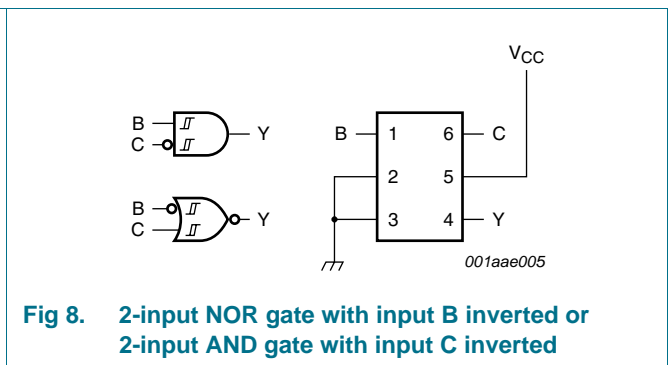 VCC
B
C
Y
B
C
Y
B 1 6 C
2 5
3 4 Y
001aae005
Fig 8. 2-input NOR gate with input B inverted or
2-input AND gate with input C inverted